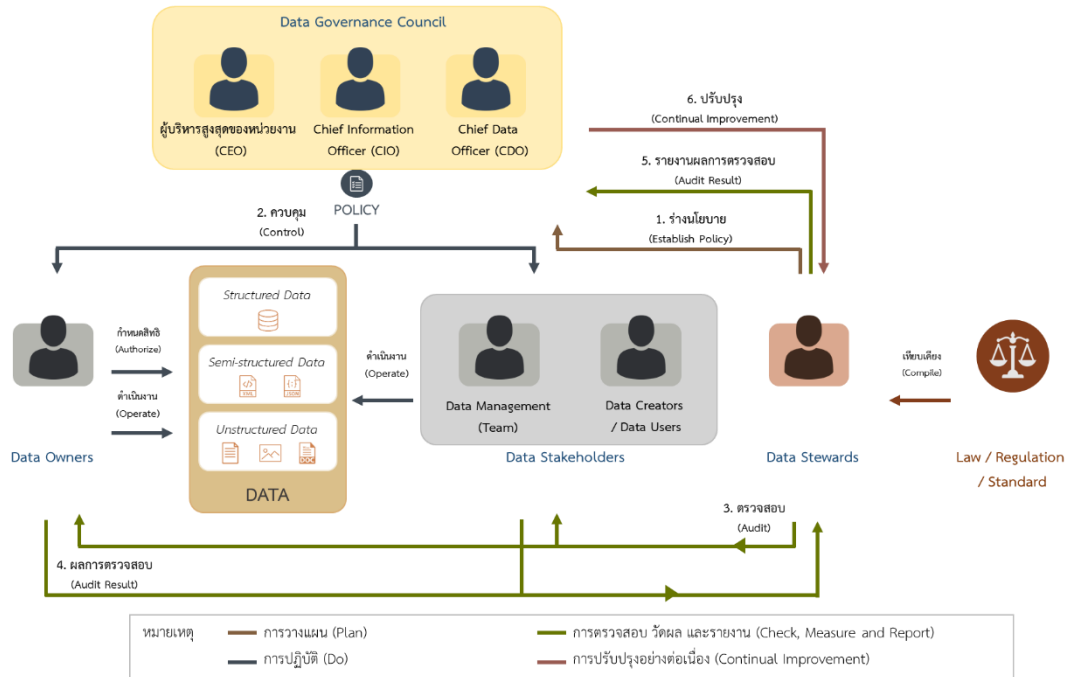 Data Governance Council
ผู้บริหารสูงสุดของหน่วยงาน
(CEO)
Chief Information
Officer (CIO)
Chief Data
Officer (CDO)
6. ปรับปรุง
(Continual Improvement)
5. รายงานผลการตรวจสอบ
(Audit Result)
1. ร่างนโยบาย
(Establish Policy)
POLICY
2. ควบคุม
(Control)
Structured Data
Semi-structured Data
XML
{:}
JSON
Unstructured Data
DOC
DATA
กำหนดสิทธิ
(Authorize)
ดำเนินงาน
(Operate)
Data Owners
ดำเนินงาน
(Operate)
Data Management
(Team)
Data Creators
/ Data Users
Data Stakeholders
Data Stewards
เทียบเคียง
(Compile)
Law / Regulation
/ Standard
3. ตรวจสอบ
(Audit)
4. ผลการตรวจสอบ
(Audit Result)
หมายเหตุ
การวางแผน (Plan)
การปฏิบัติ (Do)
การตรวจสอบ วัดผล และรายงาน (Check, Measure and Report)
การปรับปรุงอย่างต่อเนื่อง (Continual Improvement)